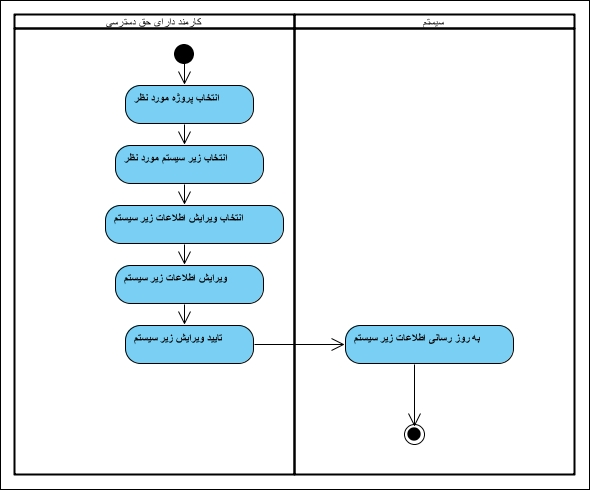 کارمند دارای حق دسترسی
سیستم
انتخاب پروژه مورد نظر
انتخاب زیر سیستم مورد نظر
انتخاب ویرایش اطلاعات زیر سیستم
ویرایش اطلاعات زیر سیستم
تایید ویرایش زیر سیستم
به روز رسانی اطلاعات زیر سیستم